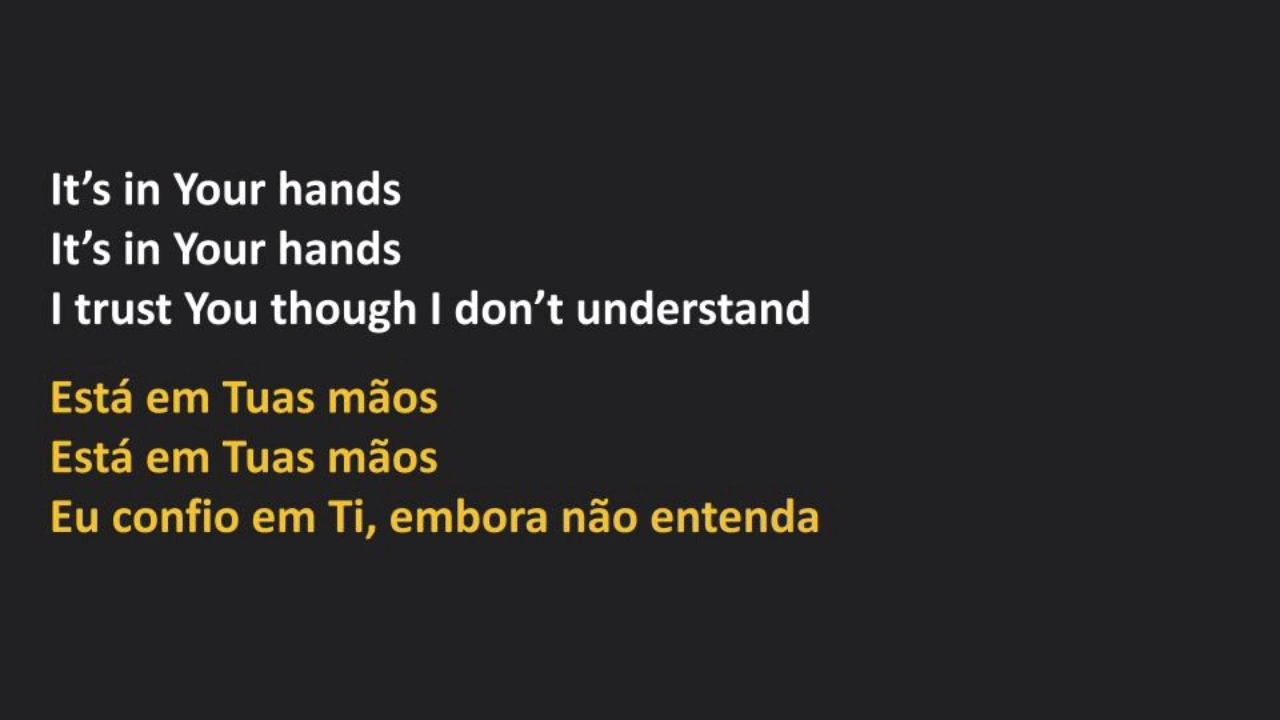 It’s in Your hands
It’s in Your hands
I trust You though I don’t understand
Está em Tuas mãos
Está em Tuas mãos
Eu confio em Ti, embora não entenda